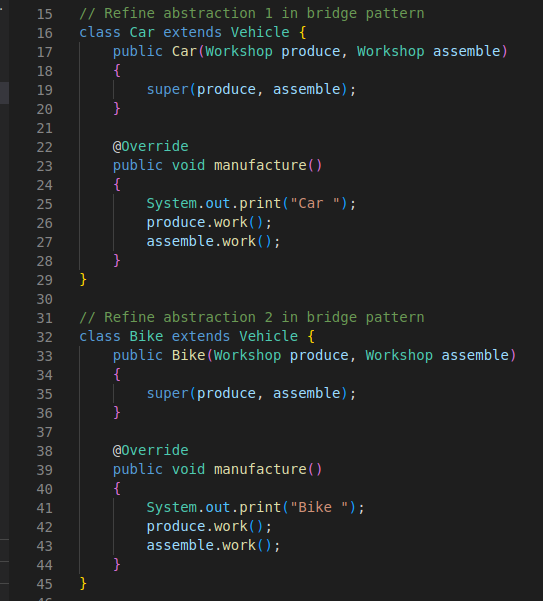 15 // Refine abstraction 1 in bridge pattern
16 class Car extends Vehicle {
17     public Car(Workshop produce, Workshop assemble)
18     {
19         super(produce, assemble);
20     }
21
22     @Override
23     public void manufacture()
24     {
25         System.out.print("Car ");
26         produce.work();
27         assemble.work();
28     }
29 }
30
31 // Refine abstraction 2 in bridge pattern
32 class Bike extends Vehicle {
33     public Bike(Workshop produce, Workshop assemble)
34     {
35         super(produce, assemble);
36     }
37
38     @Override
39     public void manufacture()
40     {
41         System.out.print("Bike ");
42         produce.work();
43         assemble.work();
44     }
45 }